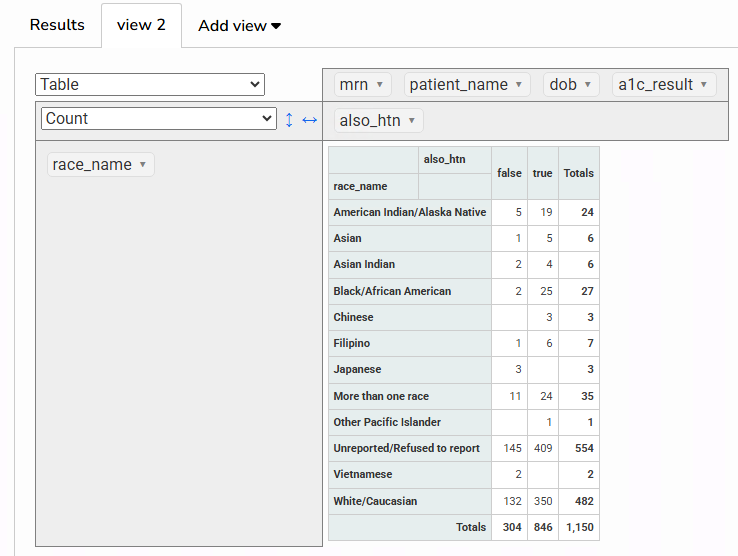 Results view 2 Add view
Table mrn patient_name dob a1c_result
Count also_htn
race_name
also_htn false true Totals
race_name
American Indian/Alaska Native 5 19 24
Asian 1 5 6
Asian Indian 2 4 6
Black/African American 2 25 27
Chinese 3 3
Filipino 1 6 7
Japanese 3 3
More than one race 11 24 35
Other Pacific Islander 1 1
Unreported/Refused to report 145 409 554
Vietnamese 2 2
White/Caucasian 132 350 482
Totals 304 846 1,150